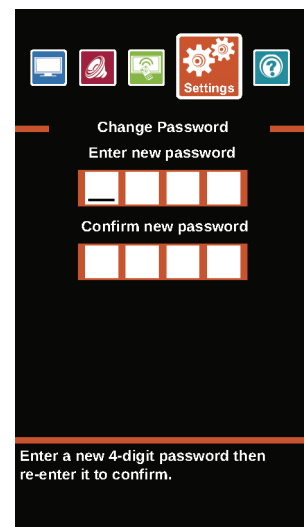 Settings
Change Password
Enter new password
Confirm new password
Enter a new 4-digit password then
re-enter it to confirm.